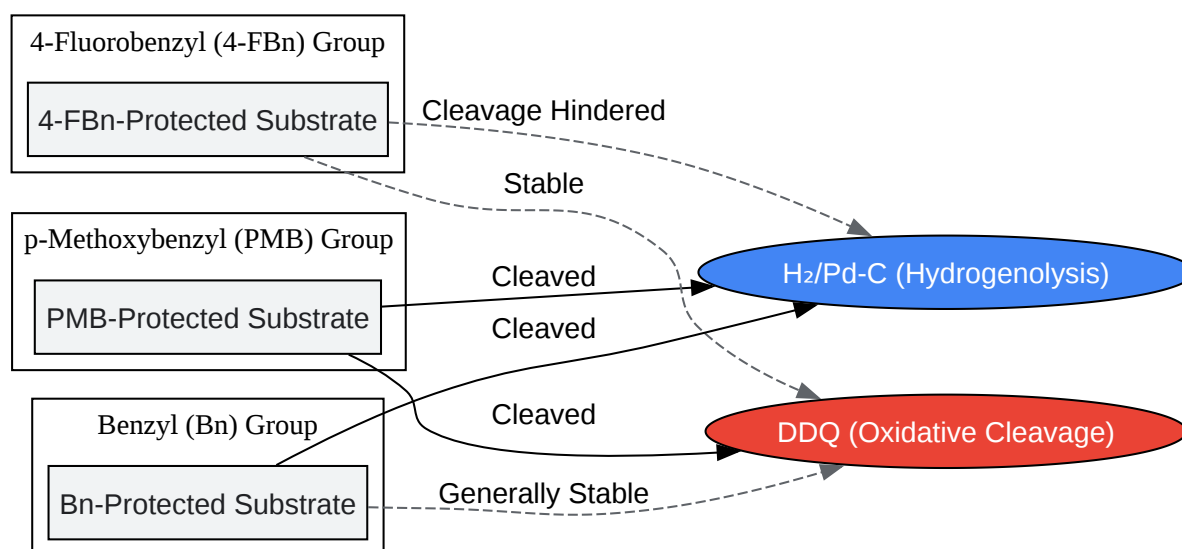 4-Fluorobenzyl (4-FBn) Group
4-FBn-Protected Substrate
Cleavage Hindered
Stable
p-Methoxybenzyl (PMB) Group
PMB-Protected Substrate
Cleaved
H₂/Pd-C (Hydrogenolysis)
Cleaved
Benzyl (Bn) Group
Cleaved
DDQ (Oxidative Cleavage)
Bn-Protected Substrate
Generally Stable